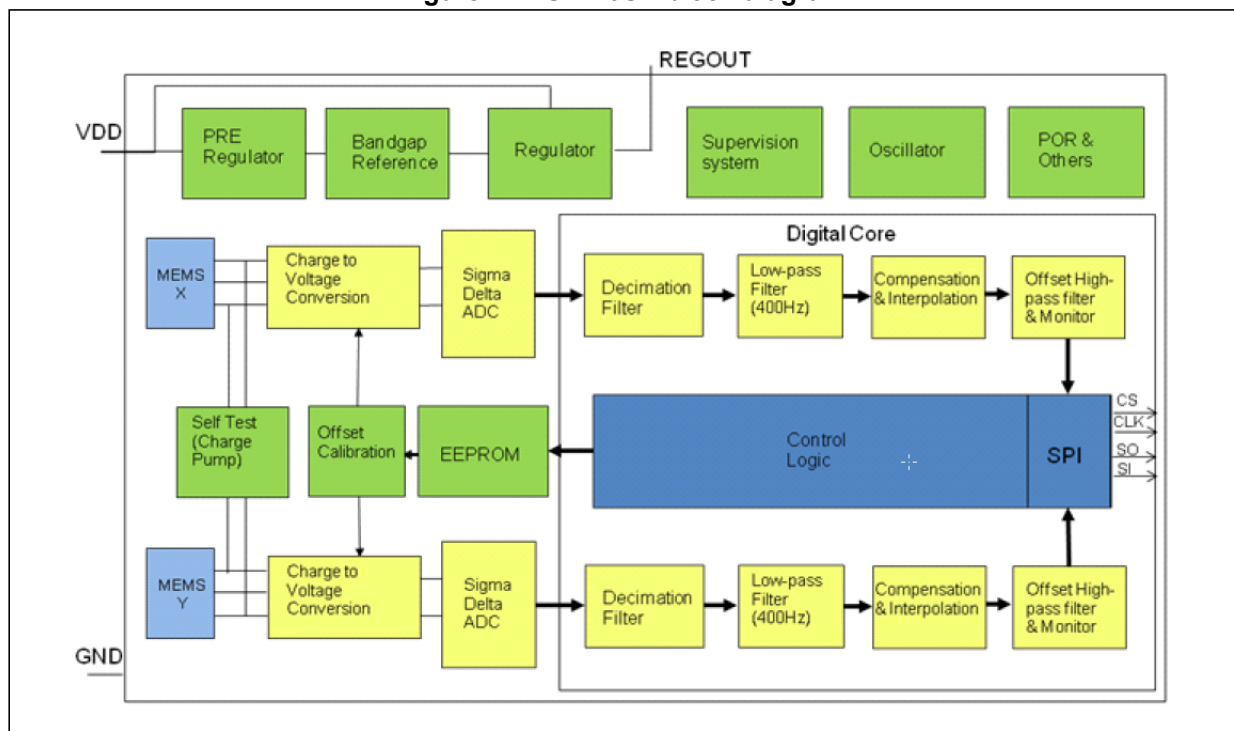 REGOUT
VDD
PRE
Regulator
Bandgap
Reference
Regulator
Supervision
system
Oscillator
POR &
Others
Digital Core
MEMS
X
Charge to
Voltage
Conversion
Sigma
Delta
ADC
Decimation
Filter
Low-pass
Filter
(400Hz)
Compensation
& Interpolation
Offset High-
pass filter
& Monitor
Self Test
(Charge
Pump)
Offset
Calibration
EEPROM
Control
Logic
SPI
CS
CLK
SO
SI
MEMS
Y
Charge to
Voltage
Conversion
Sigma
Delta
ADC
Decimation
Filter
Low-pass
Filter
(400Hz)
Compensation
& Interpolation
Offset High-
pass filter
& Monitor
GND